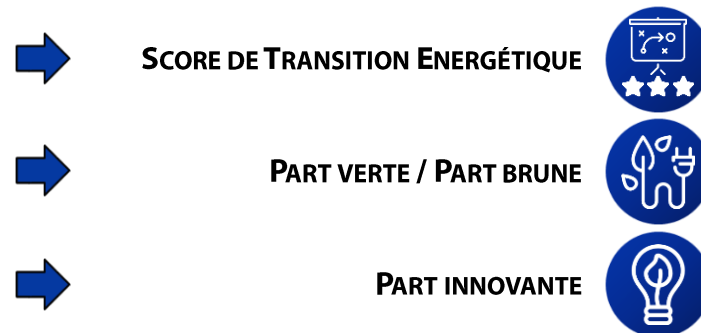 SCORE DE TRANSITION ENERGÉTIQUE
PART VERTE / PART BRUNE
PART INNOVANTE